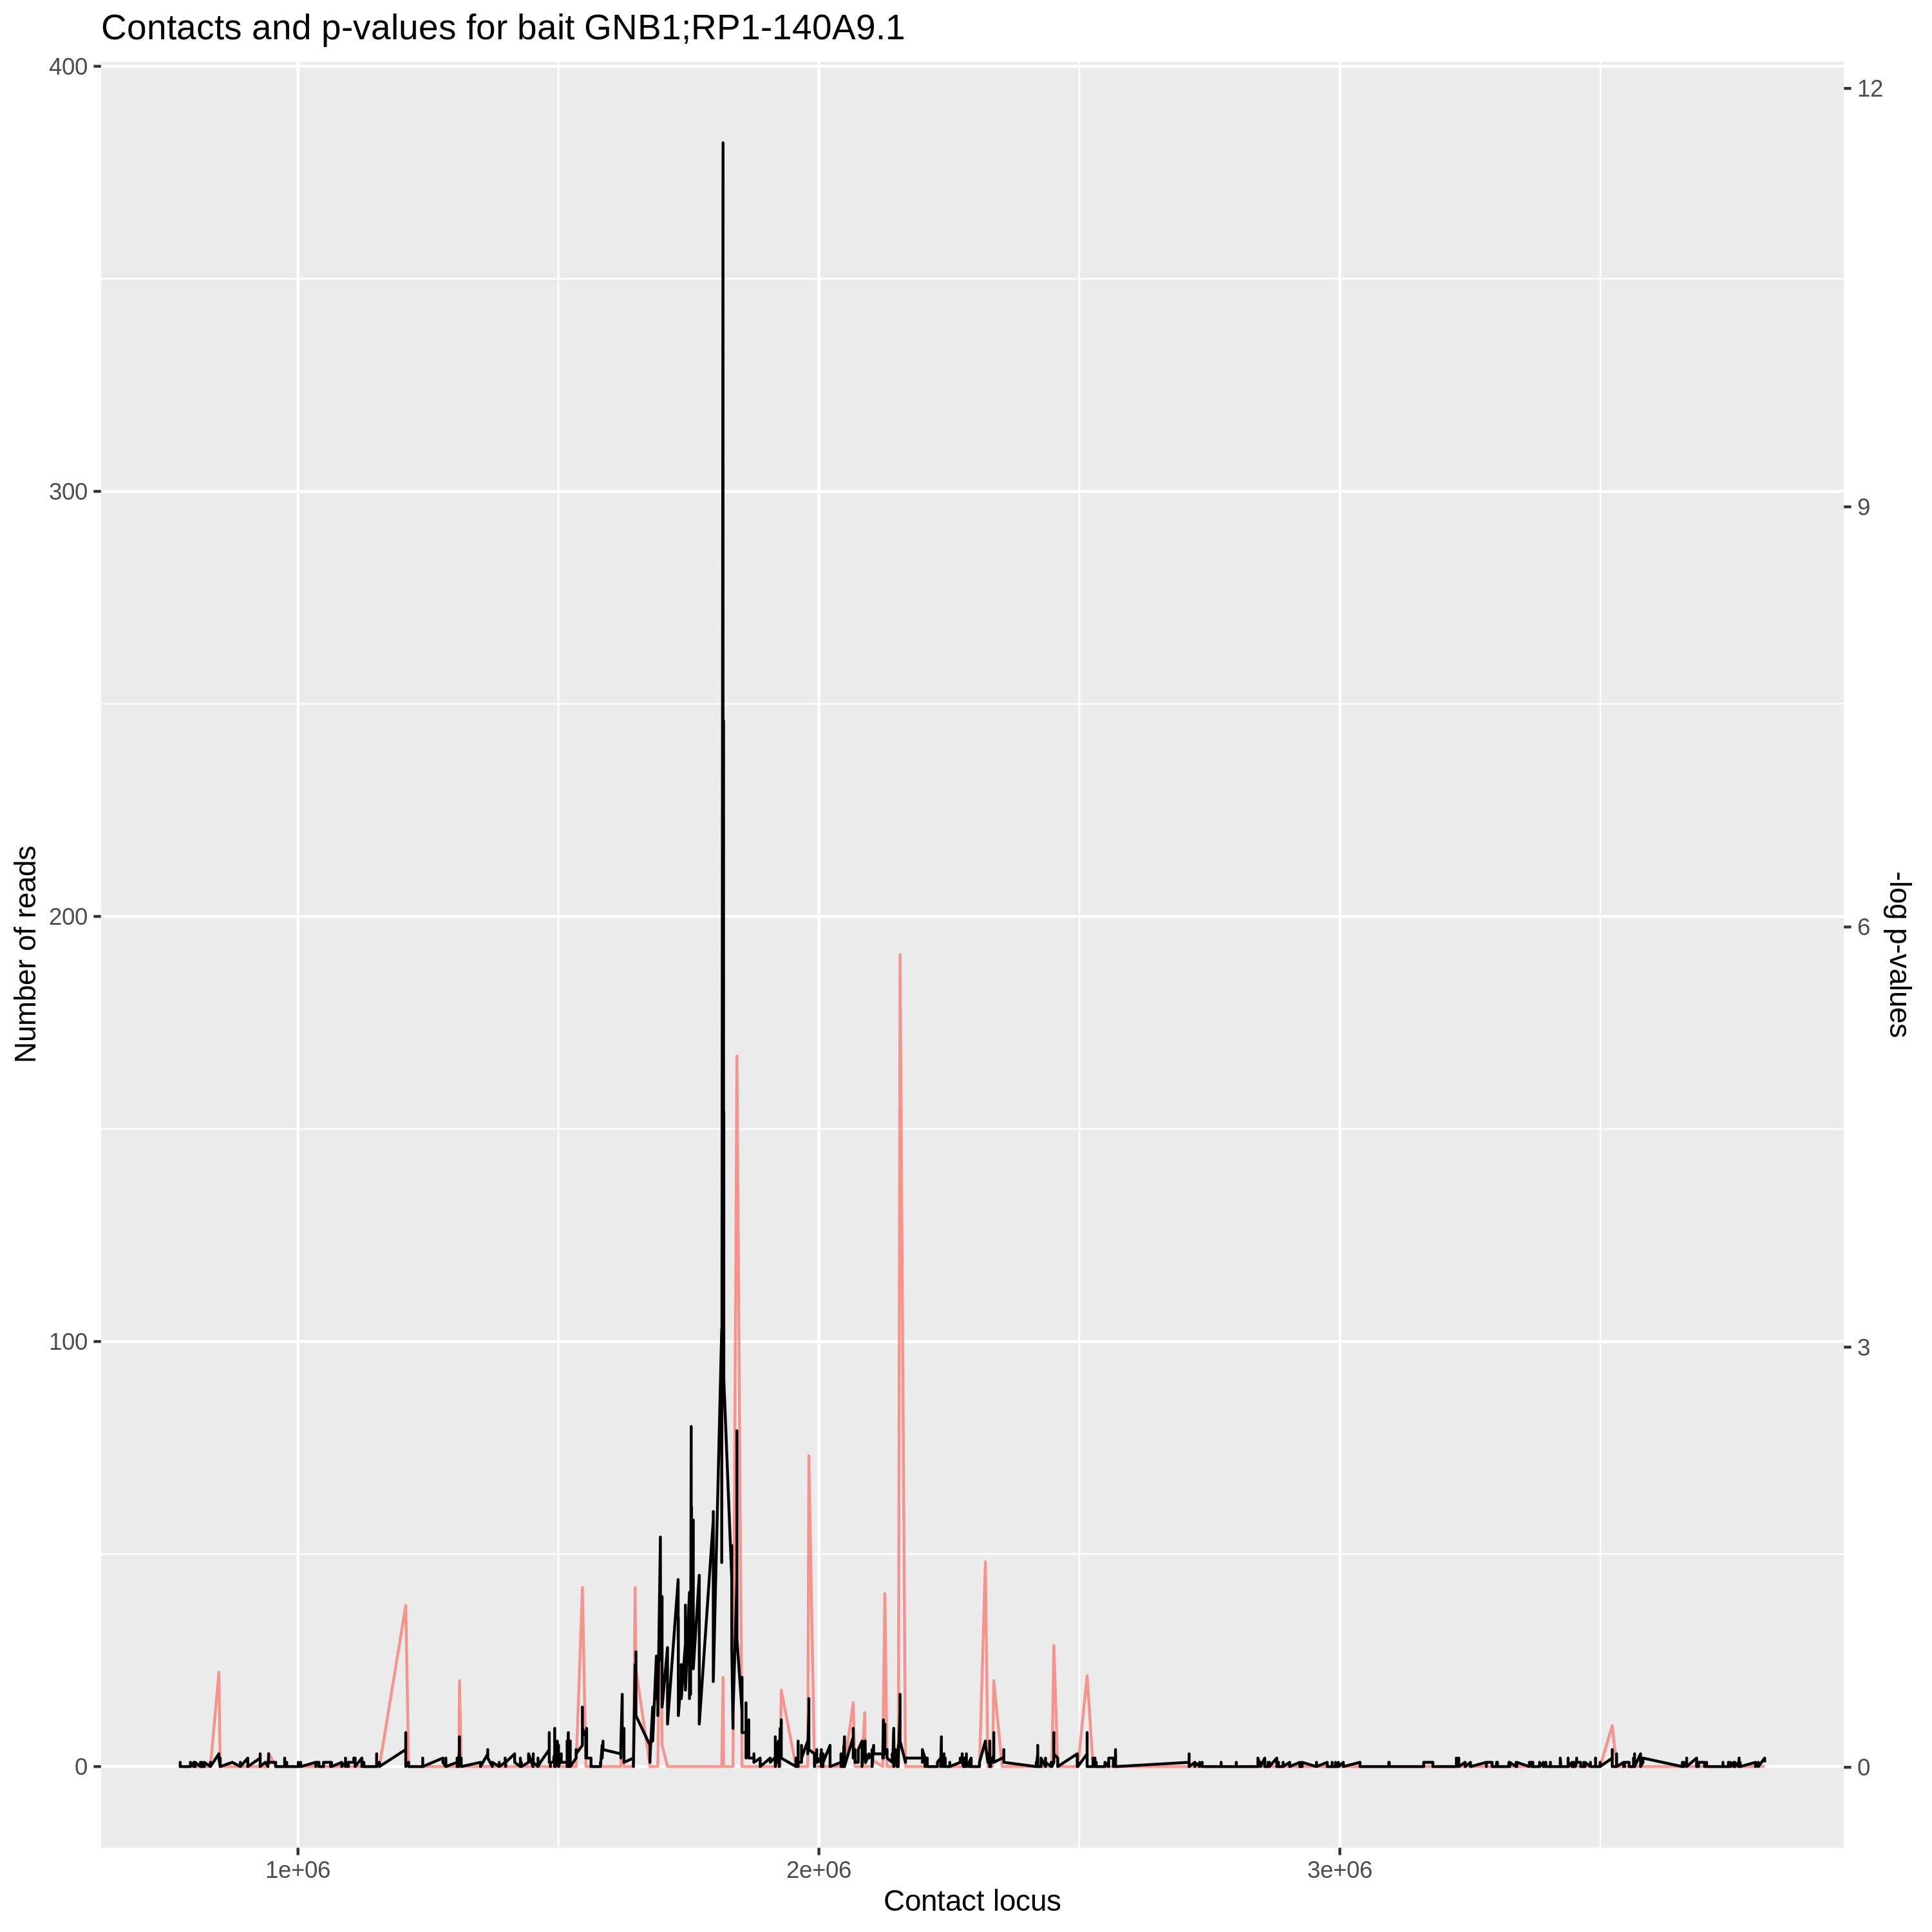 Contacts and p-values for bait GNB1;RP1-140A9.1
400
300
200
100
0
Number of reads
12
9
6
3
0
-log p-values
1e+06 2e+06 3e+06
Contact locus